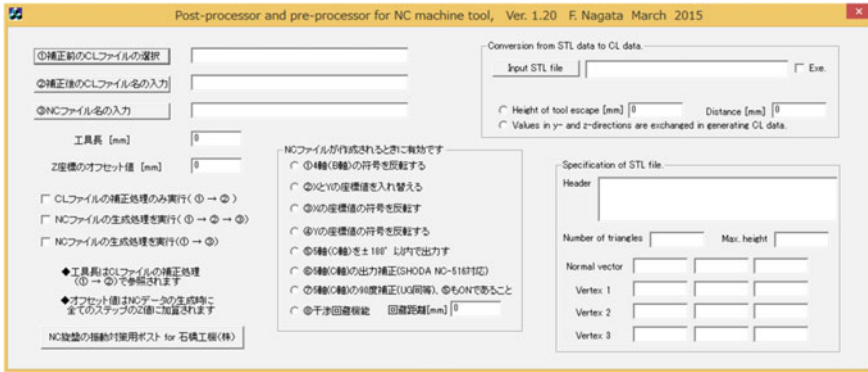 Post-processor and pre-processor for NC machine tool, Ver. 1.20 F. Nagata March 2015
①補正前のCLファイルの選択
②補正後のCLファイル名の入力
③NCファイル名の入力
工具長 [mm] 0
Z座標のオフセット値 [mm] 0
□ CLファイルの補正処理のみ実行(① → ②)
□ NCファイルの生成処理を実行(① → ② → ③)
□ NCファイルの生成処理を実行(① → ③)
◆工具長はCLファイルの補正処理
(① → ②)で参照されます
◆オフセット値はNCデータの生成時に
全てのステップのZ値に加算されます
NC旋盤の振動対策用ポスト for 石橋工機(株)
NCファイルが作成されるときに有効です
①4軸(B軸)の符号を反転する
②XとYの座標値を入れ替える
③Xの座標値の符号を反転す
④Yの座標値の符号を反転する
⑤5軸(C軸)を±180°以内で出力す
⑥5軸(C軸)の出力補正(SHODA NC-516対応)
⑦5軸(C軸)の90度補正(UG同等)、⑤もONであること
⑧干渉回避機能 回避距離[mm] 0
Conversion from STL data to CL data.
Input STL file Exe.
Height of tool escape [mm] 0 Distance [mm] 0
Values in y- and z-directions are exchanged in generating CL data.
Specification of STL file.
Header
Number of triangles Max. height
Normal vector
Vertex 1
Vertex 2
Vertex 3